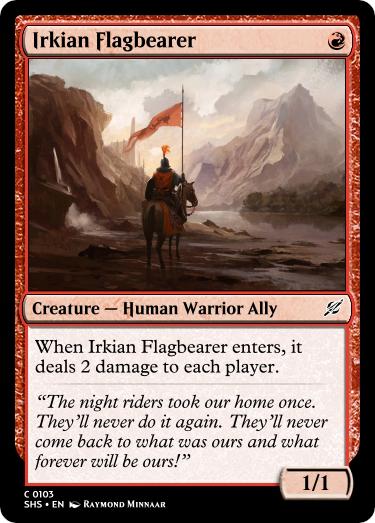 Irkian Flagbearer
Creature — Human Warrior Ally
When Irkian Flagbearer enters, it
deals 2 damage to each player.
“The night riders took our home once.
They’ll never do it again. They’ll never
come back to what was ours and what
forever will be ours!”
1/1
C 0103
SHS • EN Raymond Minnaar